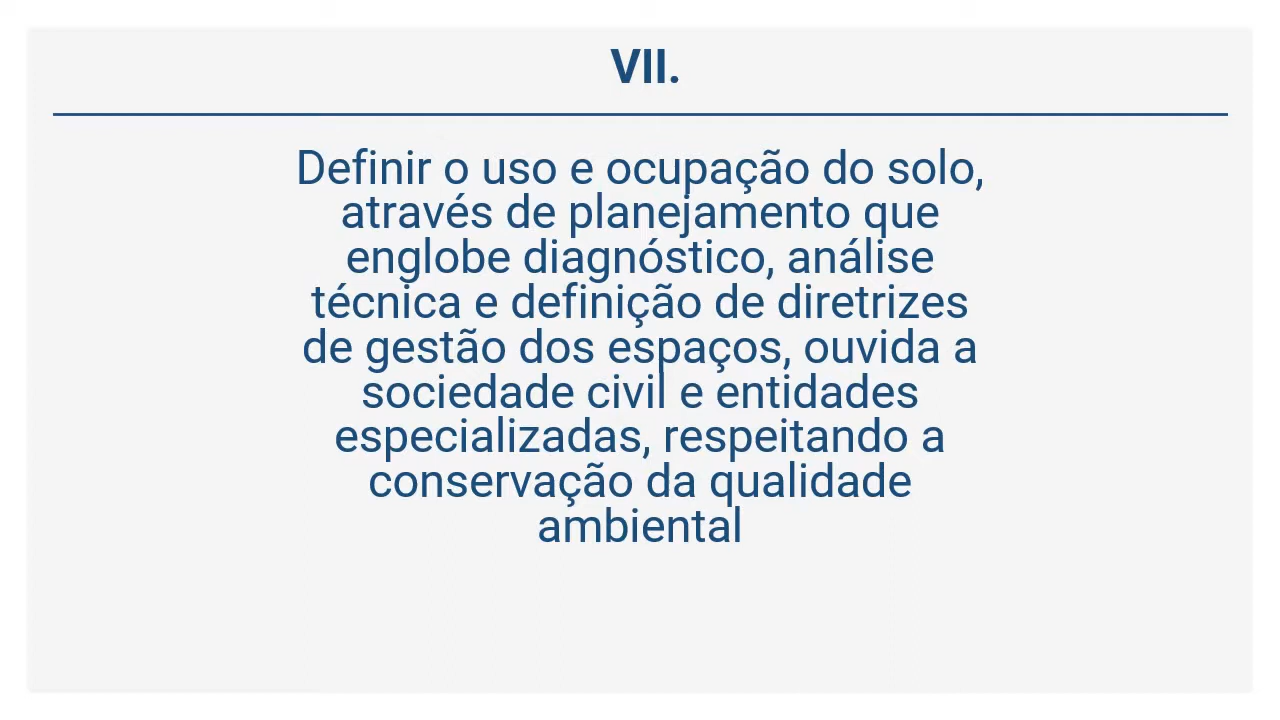 VII.
Definir o uso e ocupação do solo,
através de planejamento que
englobe diagnóstico, análise
técnica e definição de diretrizes
de gestão dos espaços, ouvida a
sociedade civil e entidades
especializadas, respeitando a
conservação da qualidade
ambiental